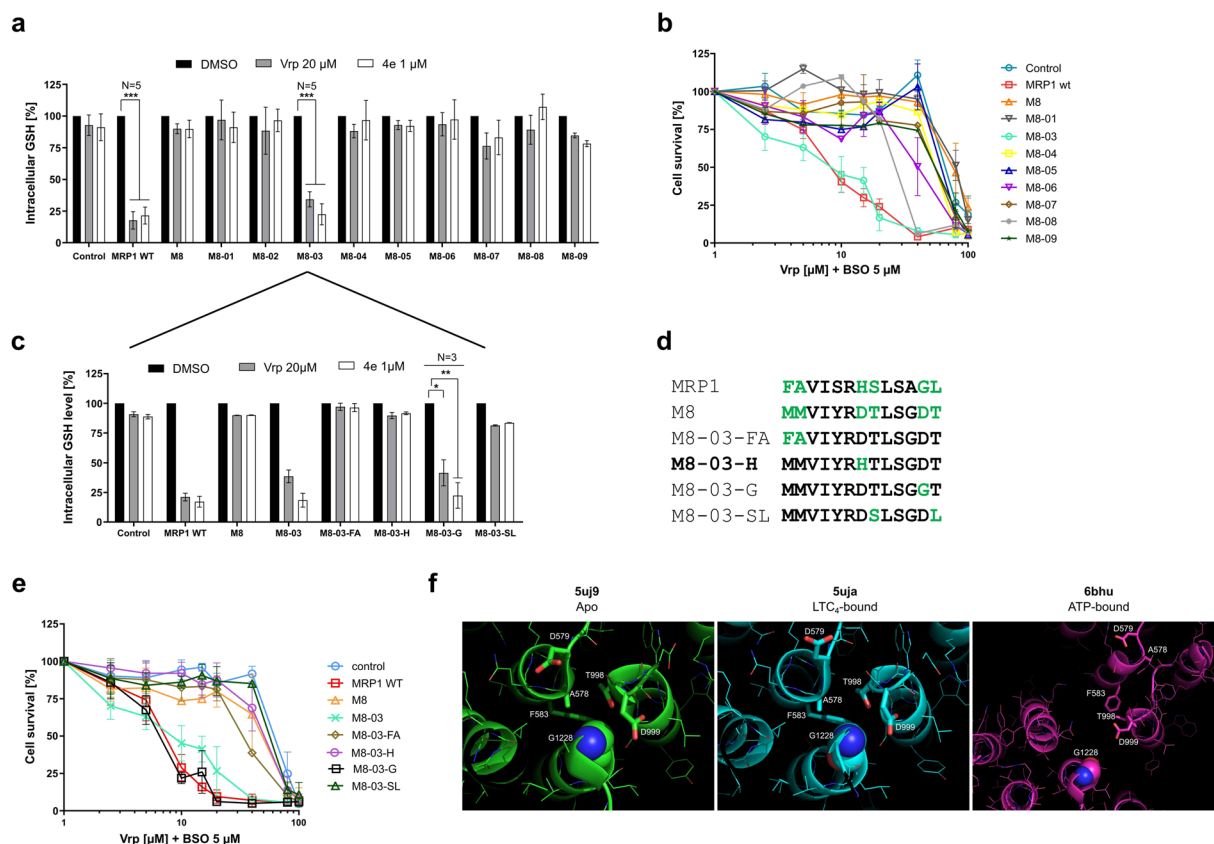 a
DMSO Vrp 20 µM 4e 1 µM
N=5
***
N=5
***
Intracellular GSH [%]
125
100
75
50
25
0
Control MRP1 WT M8 M8-01 M8-02 M8-03 M8-04 M8-05 M8-06 M8-07 M8-08 M8-09
b
Cell survival [%]
125
100
75
50
25
0
1 10 100
Vrp [µM] + BSO 5 µM
Control
MRP1 wt
M8
M8-01
M8-03
M8-04
M8-05
M8-06
M8-07
M8-08
M8-09
c
DMSO Vrp 20µM 4e 1µM
N=3
**
*
Intracellular GSH level [%]
125
100
75
50
25
0
Control MRP1 WT M8 M8-03 M8-03-FA M8-03-H M8-03-G M8-03-SL
d
MRP1 FAVISRHSLSAGL
M8 MMVIYRDTLSGDT
M8-03-FA FAVIYRDTLSGDT
M8-03-H MMVIYRHTLSGDT
M8-03-G MMVIYRDTLSGGT
M8-03-SL MMVIYRDSLSGDL
e
Cell survival [%]
125
100
75
50
25
0
1 10 100
Vrp [µM] + BSO 5 µM
control
MRP1 WT
M8
M8-03
M8-03-FA
M8-03-H
M8-03-G
M8-03-SL
f
5uj9
Apo
D579
T998
A578
F583
G1228
D999
5uja
LTC4-bound
D579
T998
A578
F583
G1228
D999
6bhu
ATP-bound
D579
A578
F583
T998
D999
G1228